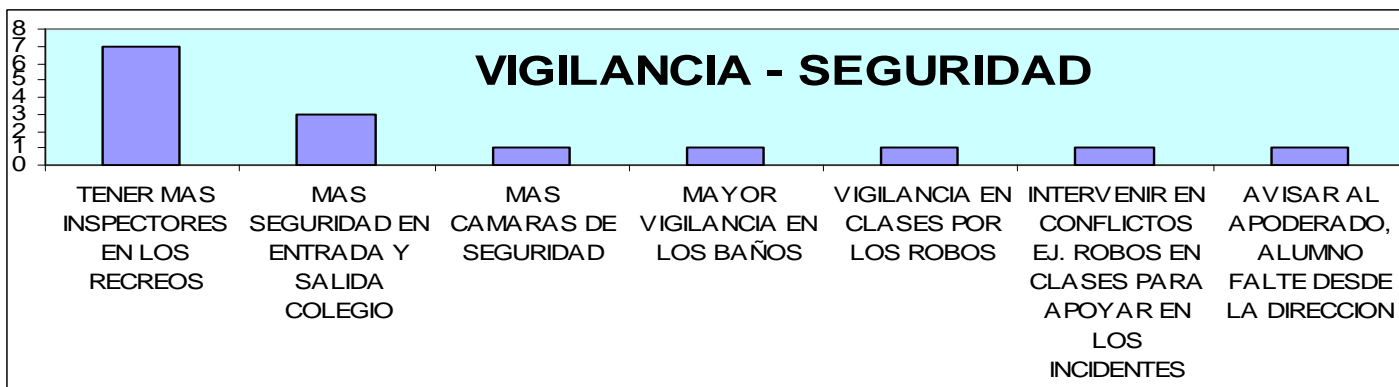 VIGILANCIA - SEGURIDAD
8
7
6
5
4
3
2
1
0
TENER MAS
INSPECTORES
EN LOS
RECREOS
MAS
SEGURIDAD EN
ENTRADA Y
SALIDA
COLEGIO
MAS
CAMARAS DE
SEGURIDAD
MAYOR
VIGILANCIA EN
LOS BAÑOS
VIGILANCIA EN
CLASES POR
LOS ROBOS
INTERVENIR EN
CONFLICTOS
EJ. ROBOS EN
CLASES PARA
APOYAR EN
LOS
INCIDENTES
AVISAR AL
APODERADO,
ALUMNO
FALTE DESDE
LA DIRECCION